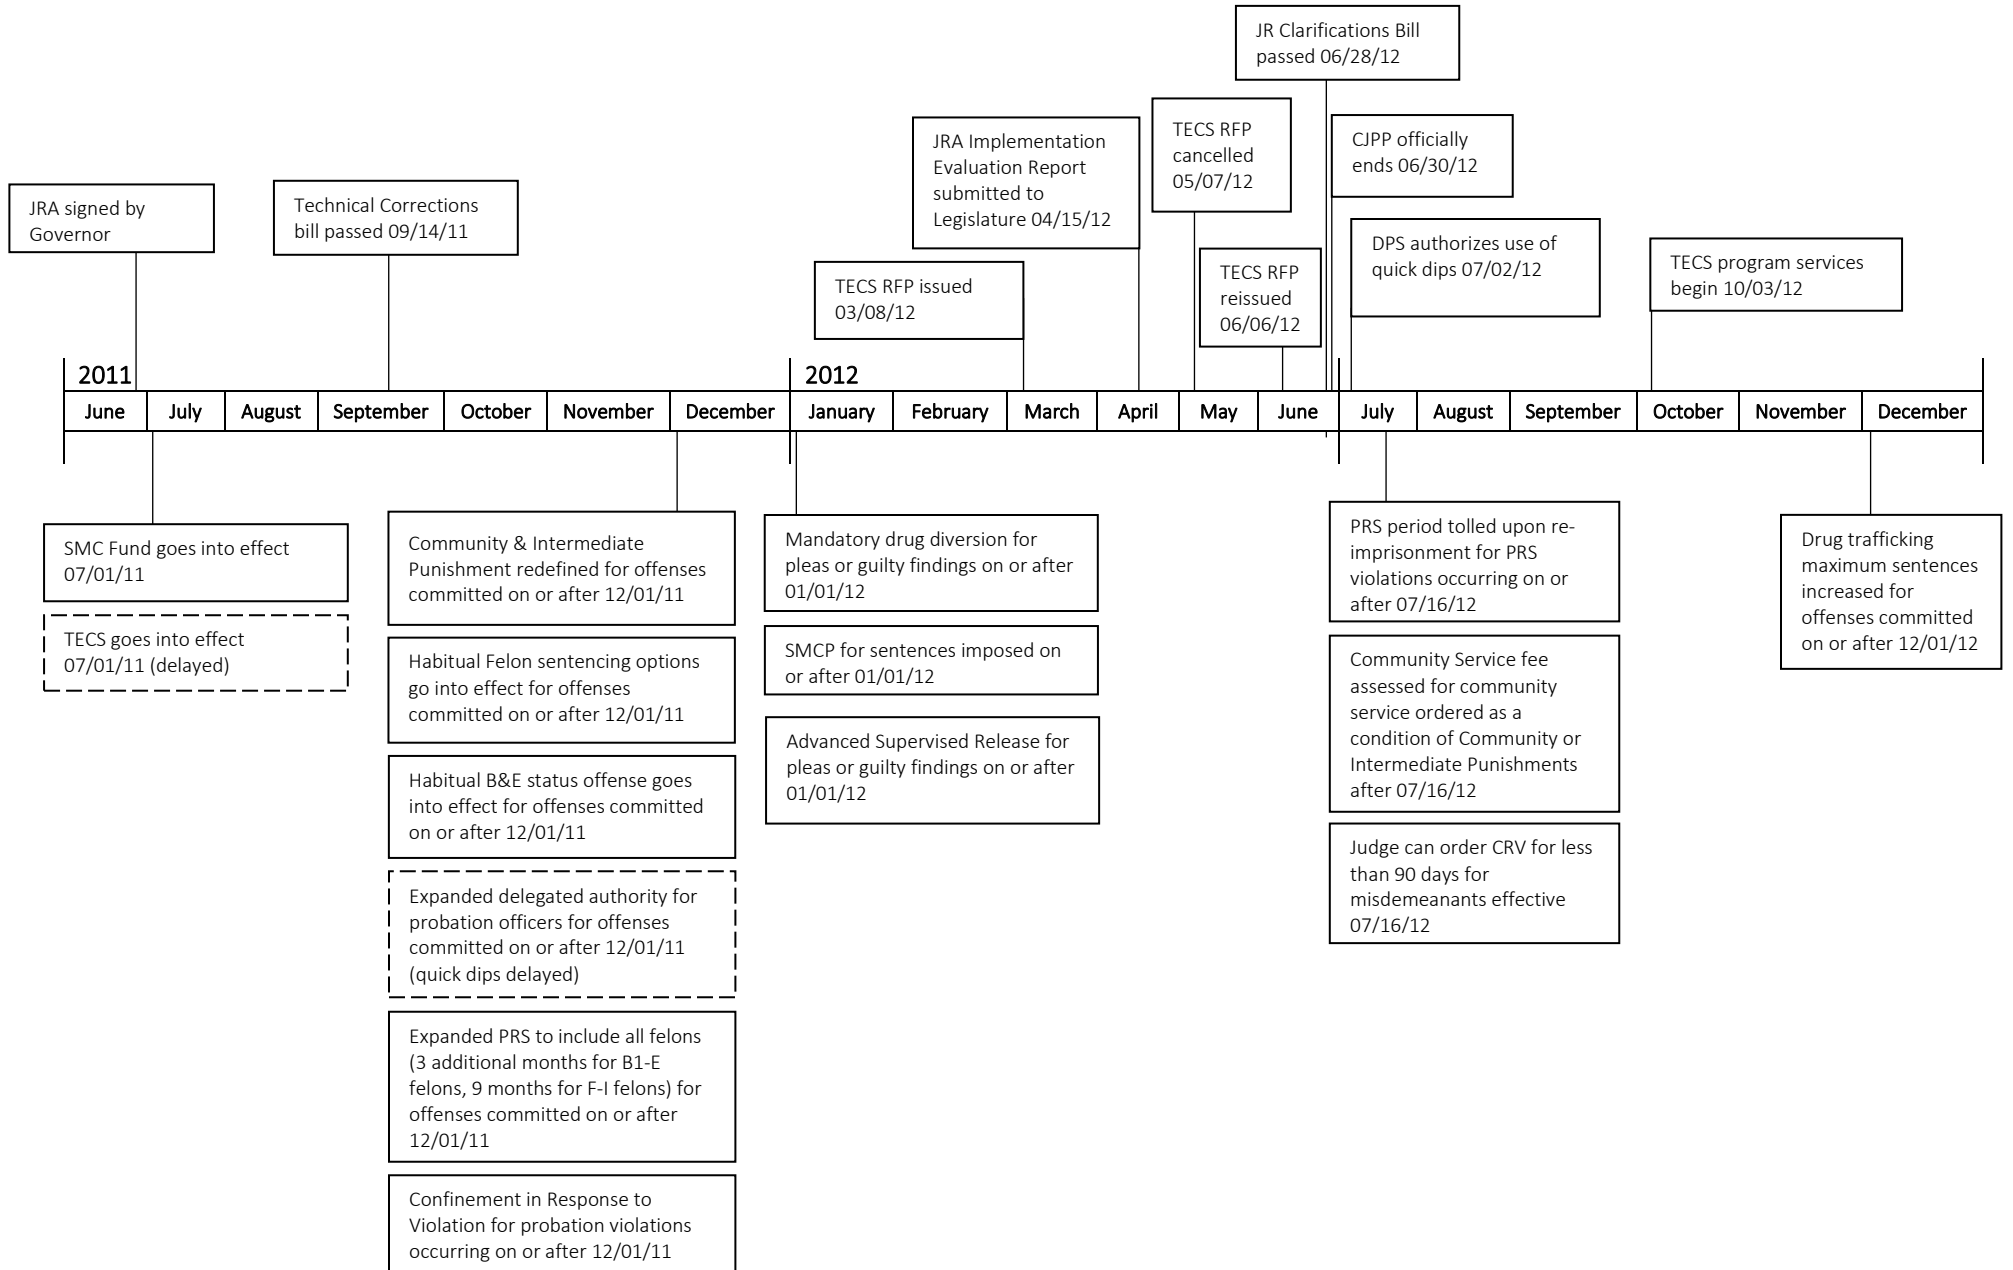 JR Clarifications Bill
passed 06/28/12
JRA Implementation
Evaluation Report
submitted to
Legislature 04/15/12
TECS RFP
cancelled
05/07/12
CJPP officially
ends 06/30/12
JRA signed by
Governor
Technical Corrections
bill passed 09/14/11
TECS RFP issued
03/08/12
TECS RFP
reissued
06/06/12
DPS authorizes use of
quick dips 07/02/12
TECS program services
begin 10/03/12
2011
2012
June July August September October November December January February March April May June July August September October November December
SMC Fund goes into effect
07/01/11
TECS goes into effect
07/01/11 (delayed)
Community & Intermediate
Punishment redefined for offenses
committed on or after 12/01/11
Habitual Felon sentencing options
go into effect for offenses
committed on or after 12/01/11
Habitual B&E status offense goes
into effect for offenses committed
on or after 12/01/11
Expanded delegated authority for
probation officers for offenses
committed on or after 12/01/11
(quick dips delayed)
Expanded PRS to include all felons
(3 additional months for B1-E
felons, 9 months for F-I felons) for
offenses committed on or after
12/01/11
Confinement in Response to
Violation for probation violations
occurring on or after 12/01/11
Mandatory drug diversion for
pleas or guilty findings on or after
01/01/12
SMCP for sentences imposed on
or after 01/01/12
Advanced Supervised Release for
pleas or guilty findings on or after
01/01/12
PRS period tolled upon re-
imprisonment for PRS
violations occurring on or
after 07/16/12
Community Service fee
assessed for community
service ordered as a
condition of Community or
Intermediate Punishments
after 07/16/12
Judge can order CRV for less
than 90 days for
misdemeanants effective
07/16/12
Drug trafficking
maximum sentences
increased for
offenses committed
on or after 12/01/12